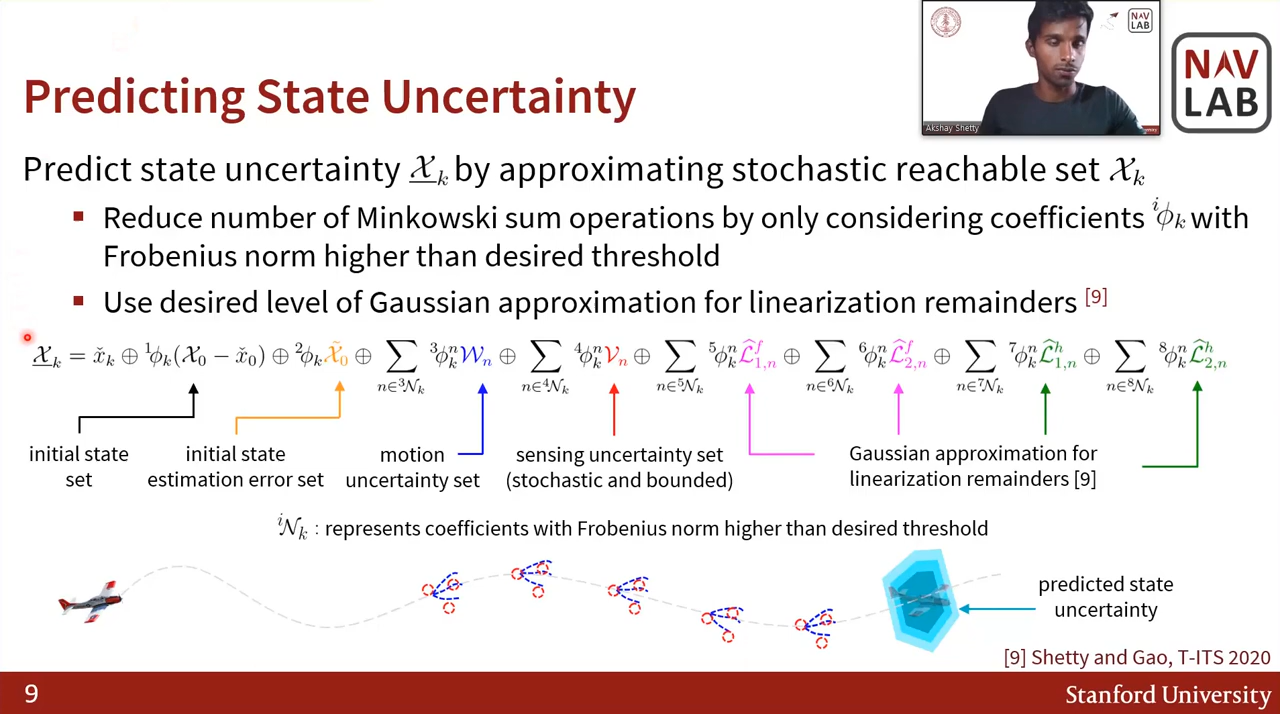 NAV
LAB
Akshay Shetty
NAV
LAB
Predicting State Uncertainty
Predict state uncertainty 𝒳̲ₖ by approximating stochastic reachable set 𝒳ₖ
▪ Reduce number of Minkowski sum operations by only considering coefficients ⁱϕₖ with
Frobenius norm higher than desired threshold
▪ Use desired level of Gaussian approximation for linearization remainders [9]
𝒳̲ₖ = x̌ₖ ⊕ ¹ϕₖ(𝒳₀ − x̌₀) ⊕ ²ϕₖ𝒳̃₀ ⊕ ∑_{n∈³𝒩ₖ} ³ϕₖⁿ𝒲ₙ ⊕ ∑_{n∈⁴𝒩ₖ} ⁴ϕₖⁿ𝒱ₙ ⊕ ∑_{n∈⁵𝒩ₖ} ⁵ϕₖⁿℒ̂ᶠ_{1,n} ⊕ ∑_{n∈⁶𝒩ₖ} ⁶ϕₖⁿℒ̂ᶠ_{2,n} ⊕ ∑_{n∈⁷𝒩ₖ} ⁷ϕₖⁿℒ̂ʰ_{1,n} ⊕ ∑_{n∈⁸𝒩ₖ} ⁸ϕₖⁿℒ̂ʰ_{2,n}
initial state
set
initial state
estimation error set
motion
uncertainty set
sensing uncertainty set
(stochastic and bounded)
Gaussian approximation for
linearization remainders [9]
ⁱ𝒩ₖ : represents coefficients with Frobenius norm higher than desired threshold
predicted state
uncertainty
[9] Shetty and Gao, T-ITS 2020
9
Stanford University